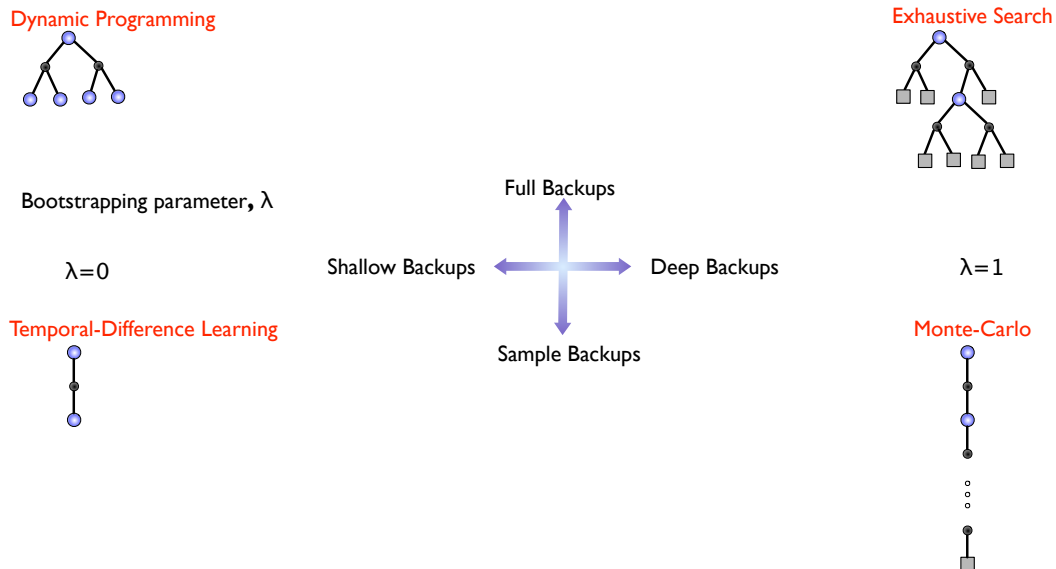 Dynamic Programming
Exhaustive Search
Full Backups
Bootstrapping parameter, λ
Shallow Backups
Deep Backups
λ=0
λ=1
Temporal-Difference Learning
Monte-Carlo
Sample Backups